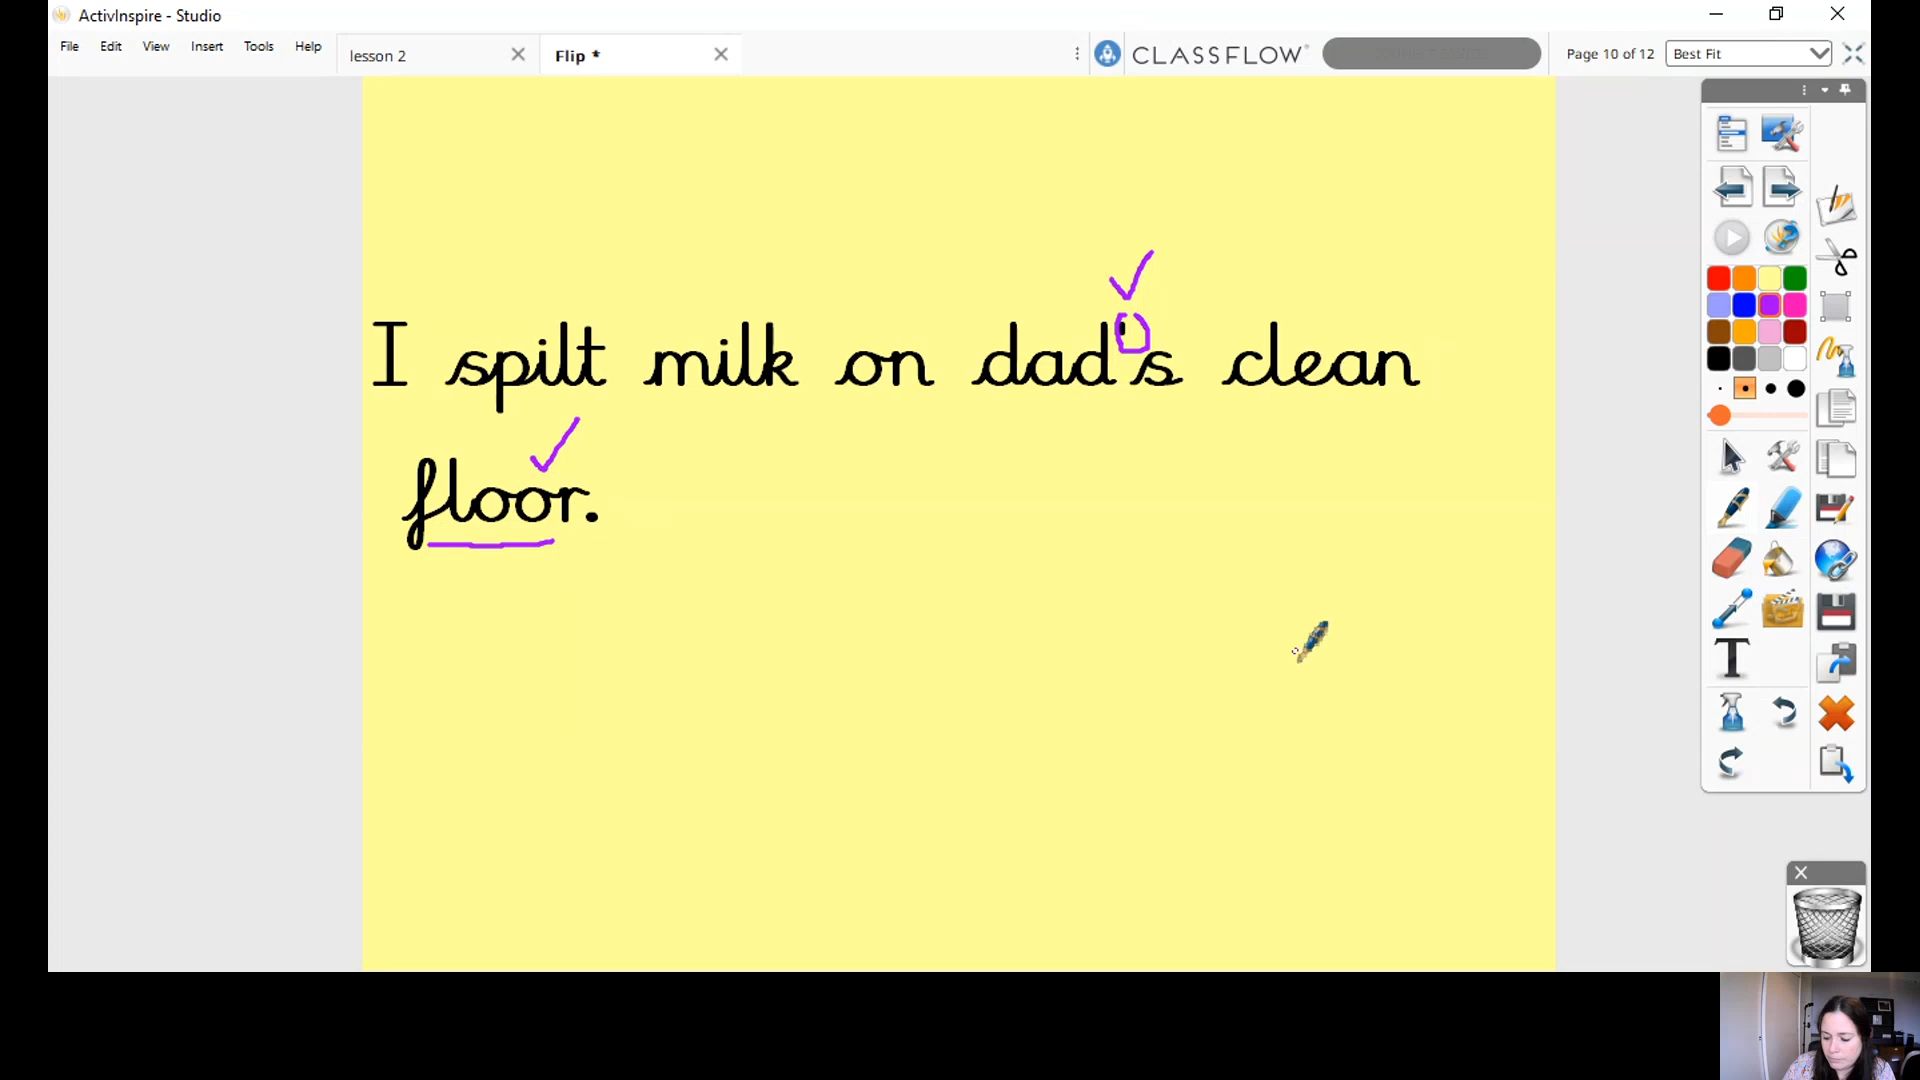 ActivInspire - Studio
File Edit View Insert Tools Help
lesson 2
Flip *
CLASSFLOW
Page 10 of 12
Best Fit
I spilt milk on dad's clean
floor.
T